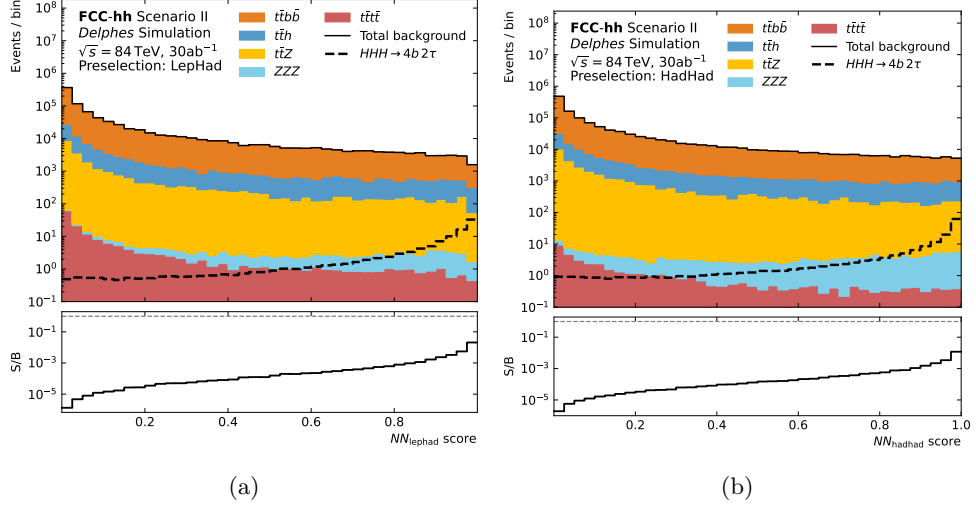 Events / bin
10⁸
10⁷
10⁶
10⁵
10⁴
10³
10²
10¹
10⁰
10⁻¹
FCC-hh Scenario II
Delphes Simulation
√s = 84 TeV, 30ab⁻¹
Preselection: LepHad
tt̄bb̄
tt̄h
tt̄Z
ZZZ
tt̄tt̄
Total background
HHH → 4b 2τ
S/B
10⁻¹
10⁻³
10⁻⁵
0.2 0.4 0.6 0.8
NN_lephad score
(a)
Events / bin
10⁸
10⁷
10⁶
10⁵
10⁴
10³
10²
10¹
10⁰
10⁻¹
FCC-hh Scenario II
Delphes Simulation
√s = 84 TeV, 30ab⁻¹
Preselection: HadHad
tt̄bb̄
tt̄h
tt̄Z
ZZZ
tt̄tt̄
Total background
HHH → 4b 2τ
S/B
10⁻¹
10⁻³
10⁻⁵
0.2 0.4 0.6 0.8 1.0
NN_hadhad score
(b)